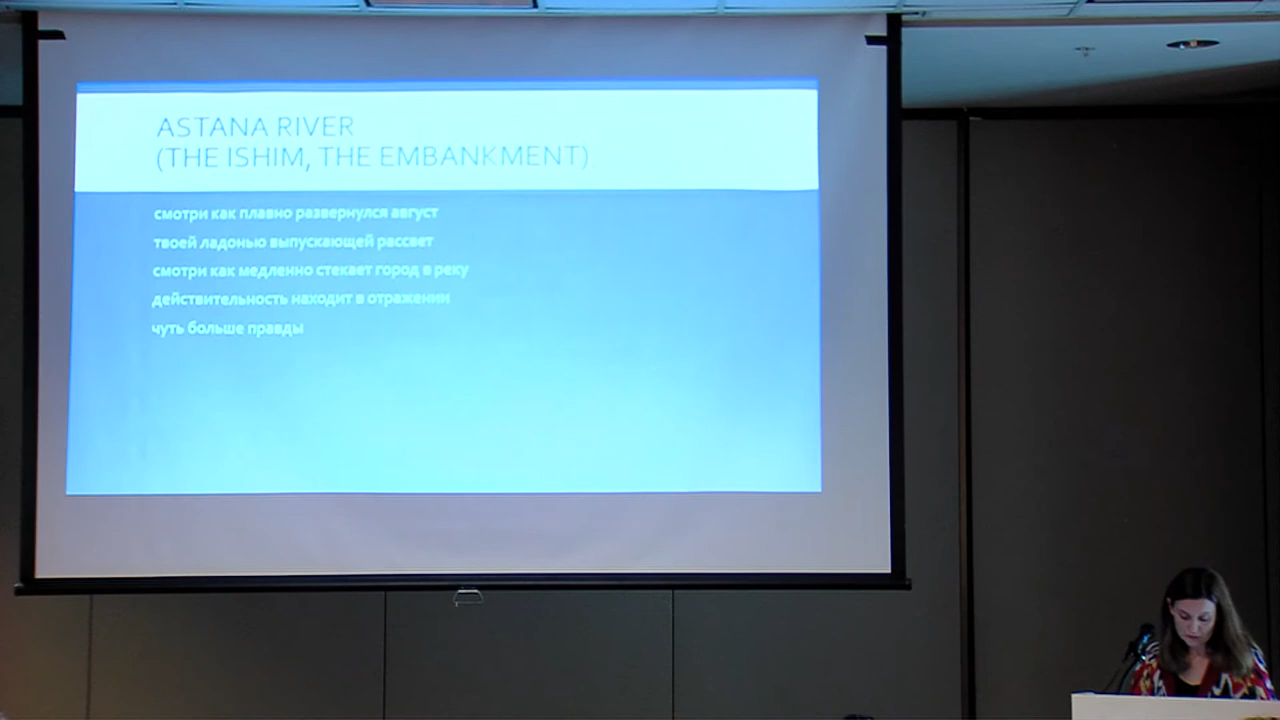 ASTANA RIVER
(THE ISHIM, THE EMBANKMENT)
смотри как плавно развернулся август
твоей ладонью выпускающей рассвет
смотри как медленно стекает город в реку
действительность находит в отражении
чуть больше правды